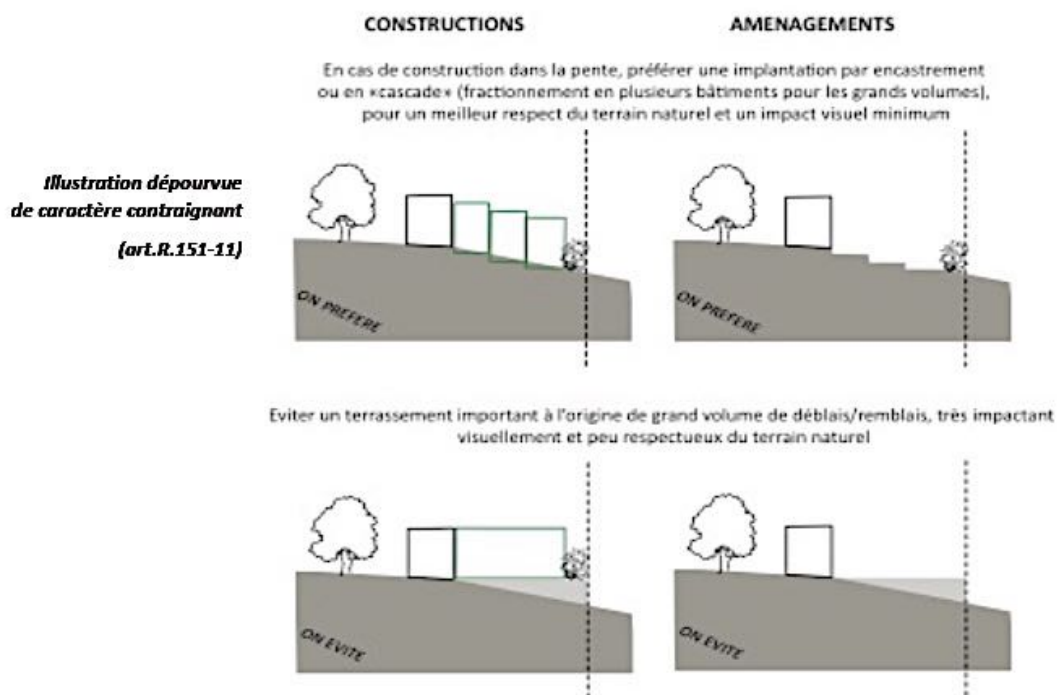 CONSTRUCTIONS
AMENAGEMENTS
En cas de construction dans la pente, préférer une implantation par encastrement
ou en «cascade» (fractionnement en plusieurs bâtiments pour les grands volumes),
pour un meilleur respect du terrain naturel et un impact visuel minimum
Illustration dépourvue
de caractère contraignant
(art.R.151-11)
ON PREFERE
ON PREFERE
Eviter un terrassement important à l'origine de grand volume de déblais/remblais, très impactant
visuellement et peu respectueux du terrain naturel
ON EVITE
ON EVITE